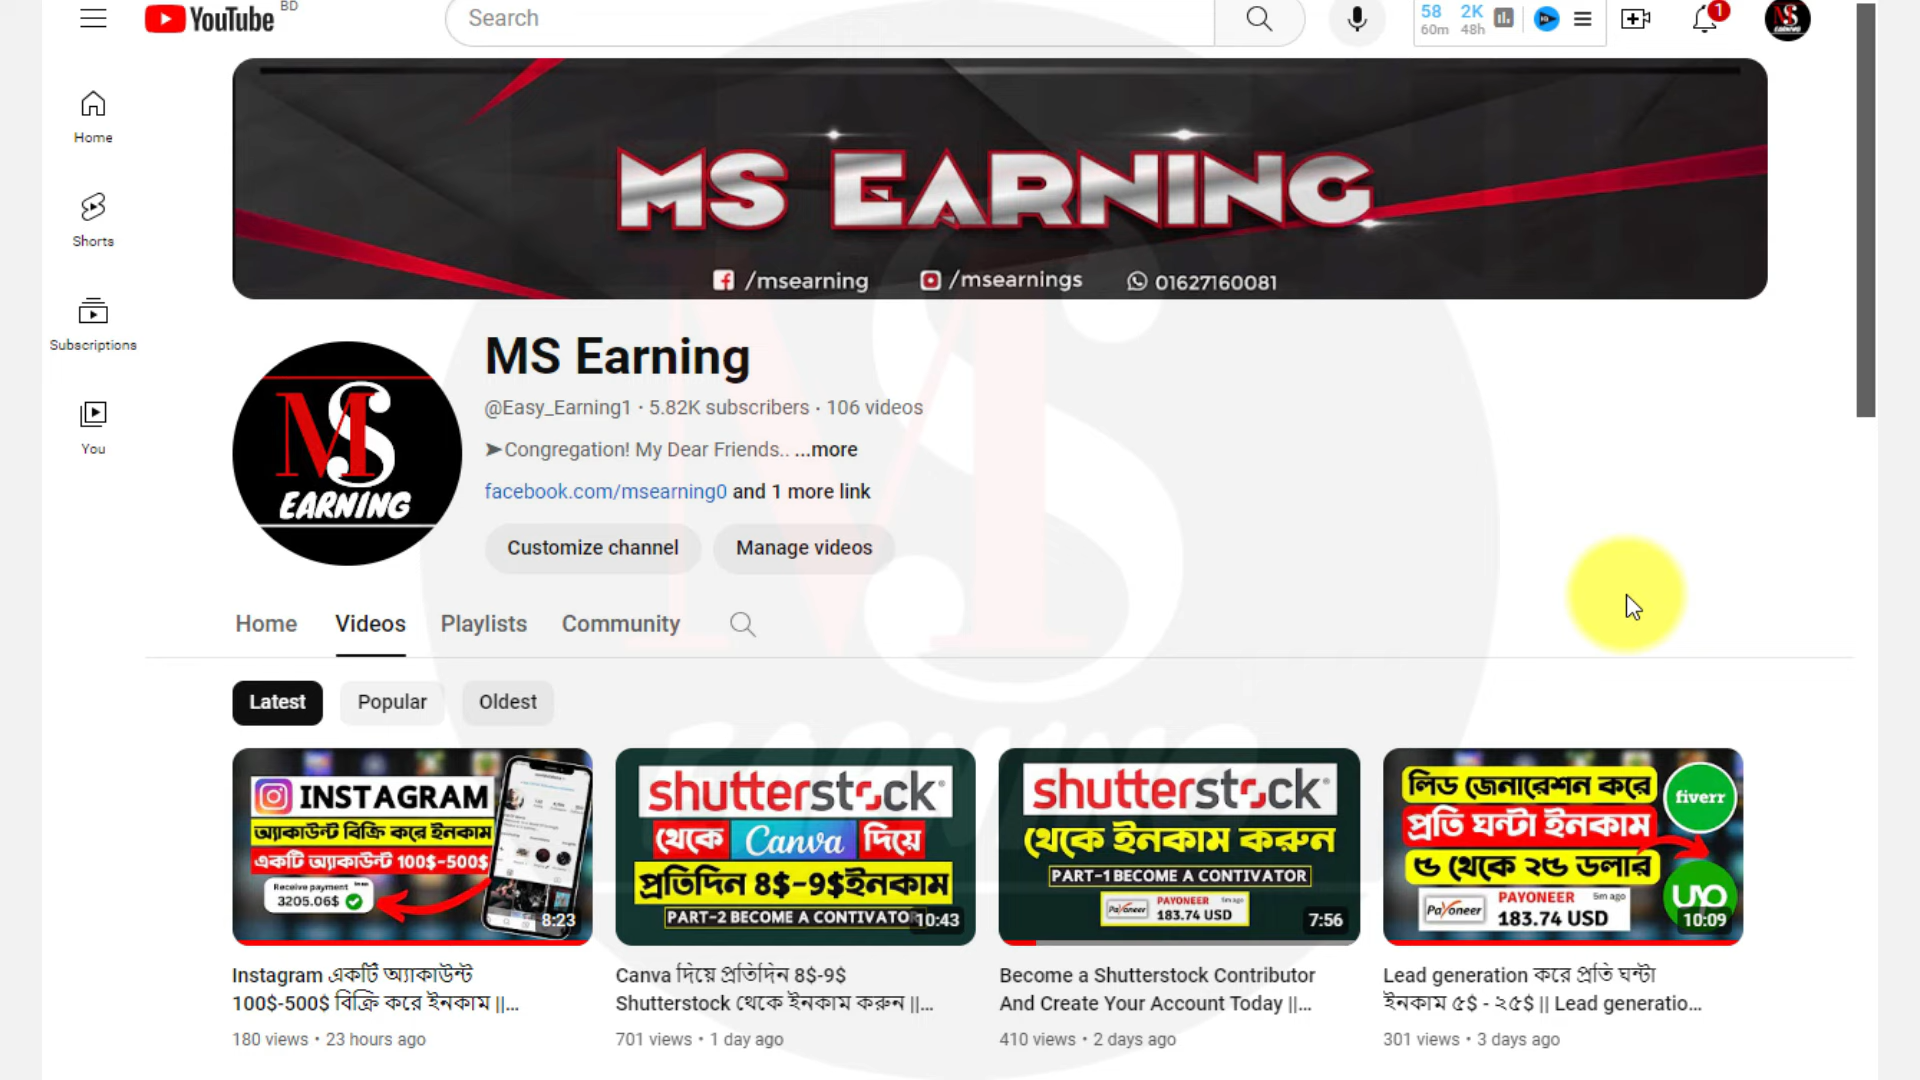 YouTube BD
Search
58 2K
60m 48h
1
Home
Shorts
Subscriptions
You
MS EARNING
/msearning /msearnings 01627160081
MS
EARNING
MS Earning
@Easy_Earning1 · 5.82K subscribers · 106 videos
➤Congregation! My Dear Friends.. ...more
facebook.com/msearning0 and 1 more link
Customize channel Manage videos
Home Videos Playlists Community
Latest Popular Oldest
INSTAGRAM
অ্যাকাউন্ট বিক্রি করে ইনকাম
একটি অ্যাকাউন্ট 100$-500$
Receive payment
3205.06$
8:23
shutterstock
থেকে Canva দিয়ে
প্রতিদিন 8$-9$ইনকাম
PART-2 BECOME A CONTIVATO
10:43
shutterstock
থেকে ইনকাম করুন
PART-1 BECOME A CONTIVATOR
Payoneer PAYONEER 5m ago
183.74 USD
7:56
লিড জেনারেশন করে
fiverr
প্রতি ঘন্টা ইনকাম
৫ থেকে ২৫ ডলার
Payoneer PAYONEER 5m ago
183.74 USD
up
10:09
Instagram একটি অ্যাকাউন্ট
100$-500$ বিক্রি করে ইনকাম ||...
180 views • 23 hours ago
Canva দিয়ে প্রতিদিন 8$-9$
Shutterstock থেকে ইনকাম করুন ||...
701 views • 1 day ago
Become a Shutterstock Contributor
And Create Your Account Today ||...
410 views • 2 days ago
Lead generation করে প্রতি ঘন্টা
ইনকাম ৫$ - ২৫$ || Lead generatio...
301 views • 3 days ago